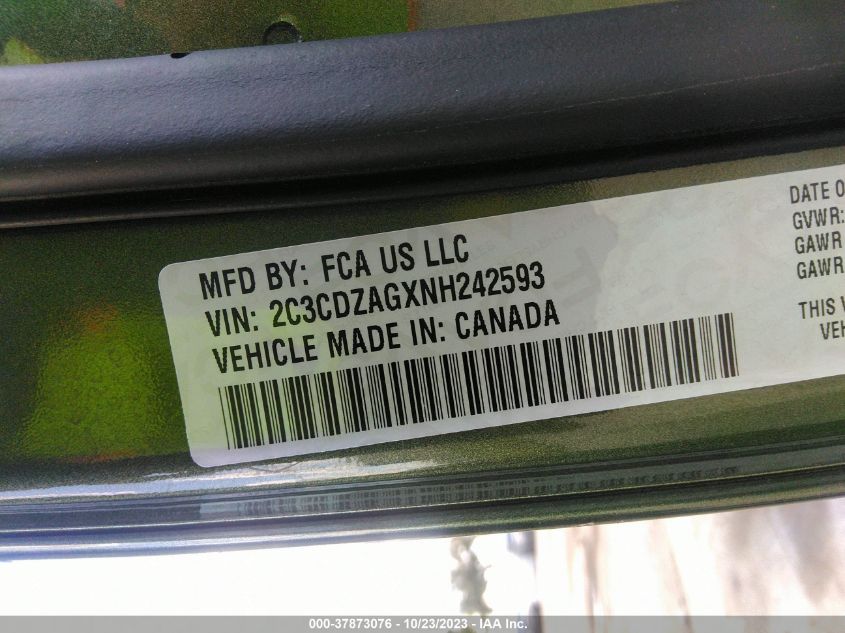 MFD BY: FCA US LLC
VIN: 2C3CDZAGXNH242593
VEHICLE MADE IN: CANADA
DATE O
GVWR:
GAWR
GAWR
THIS V
VEH
000-37873076 - 10/23/2023 - IAA Inc.